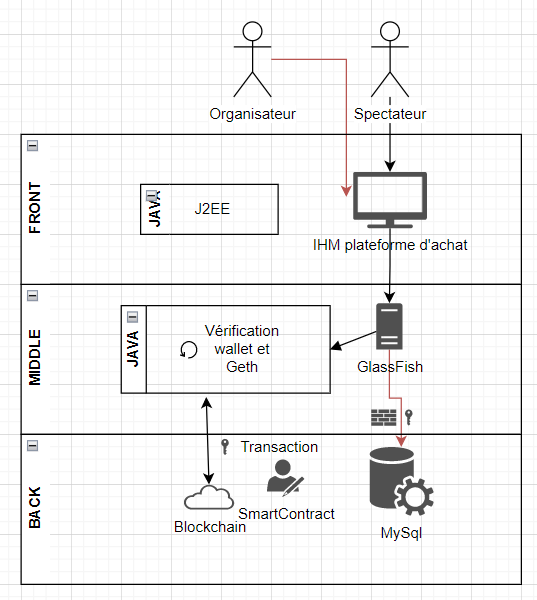 Organisateur
Spectateur
FRONT
JAVA
J2EE
IHM plateforme d'achat
MIDDLE
JAVA
Vérification
wallet et
Geth
GlassFish
BACK
Transaction
SmartContract
Blockchain
MySql